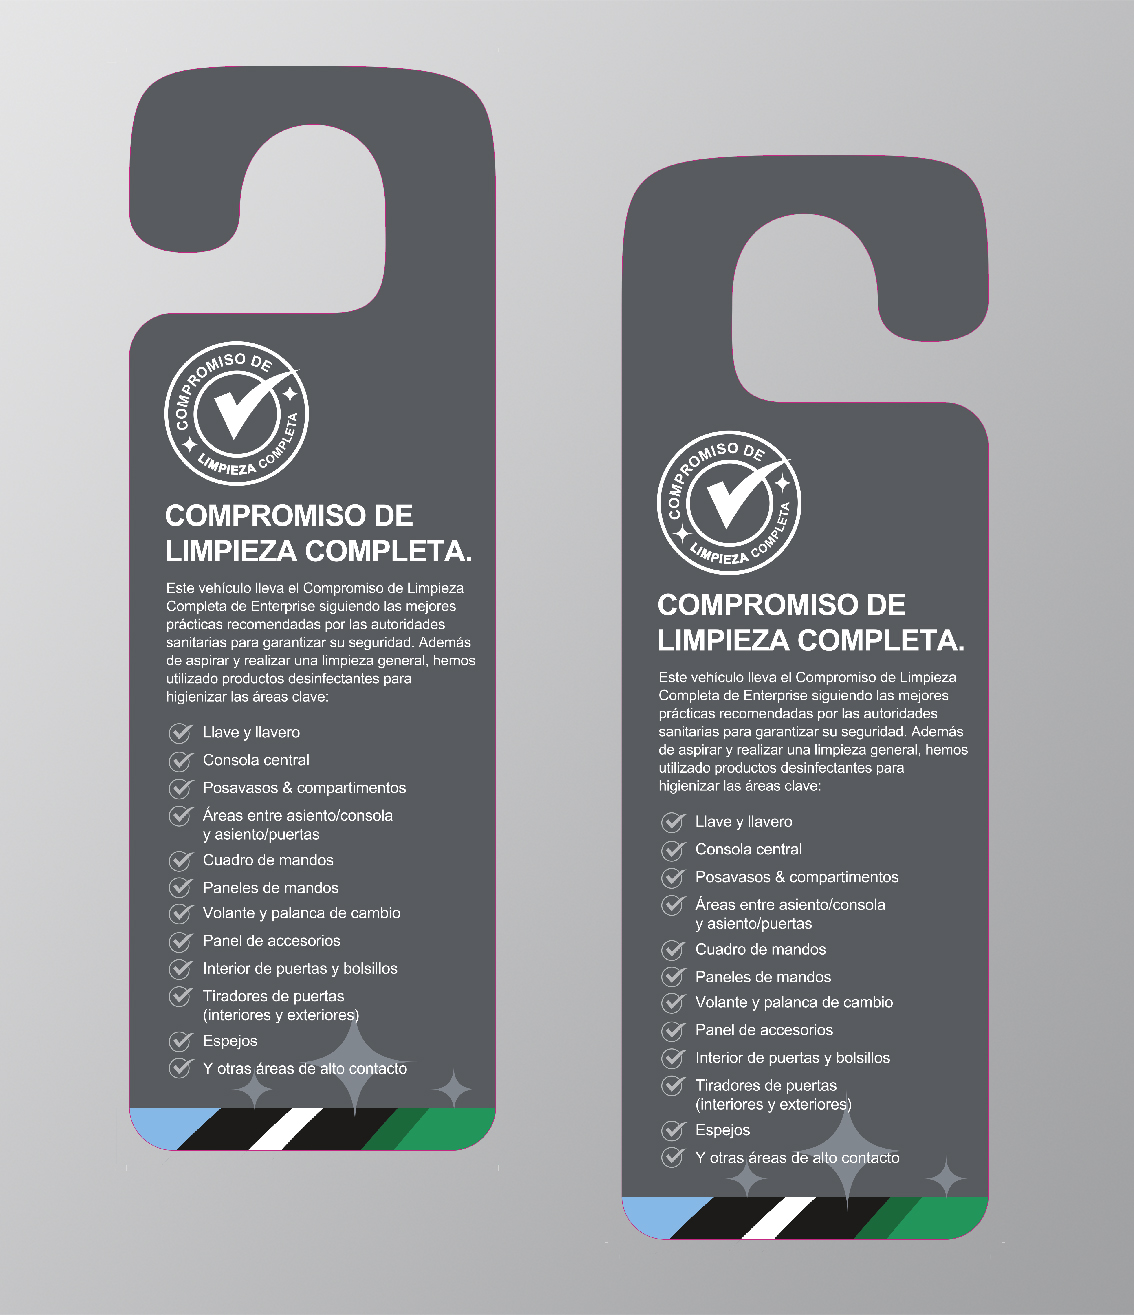 COMPROMISO DE
LIMPIEZA COMPLETA
COMPROMISO DE
LIMPIEZA COMPLETA.
Este vehículo lleva el Compromiso de Limpieza
Completa de Enterprise siguiendo las mejores
prácticas recomendadas por las autoridades
sanitarias para garantizar su seguridad. Además
de aspirar y realizar una limpieza general, hemos
utilizado productos desinfectantes para
higienizar las áreas clave:
Llave y llavero
Consola central
Posavasos & compartimentos
Áreas entre asiento/consola
y asiento/puertas
Cuadro de mandos
Paneles de mandos
Volante y palanca de cambio
Panel de accesorios
Interior de puertas y bolsillos
Tiradores de puertas
(interiores y exteriores)
Espejos
Y otras áreas de alto contacto
COMPROMISO DE
LIMPIEZA COMPLETA
COMPROMISO DE
LIMPIEZA COMPLETA.
Este vehículo lleva el Compromiso de Limpieza
Completa de Enterprise siguiendo las mejores
prácticas recomendadas por las autoridades
sanitarias para garantizar su seguridad. Además
de aspirar y realizar una limpieza general, hemos
utilizado productos desinfectantes para
higienizar las áreas clave:
Llave y llavero
Consola central
Posavasos & compartimentos
Áreas entre asiento/consola
y asiento/puertas
Cuadro de mandos
Paneles de mandos
Volante y palanca de cambio
Panel de accesorios
Interior de puertas y bolsillos
Tiradores de puertas
(interiores y exteriores)
Espejos
Y otras áreas de alto contacto